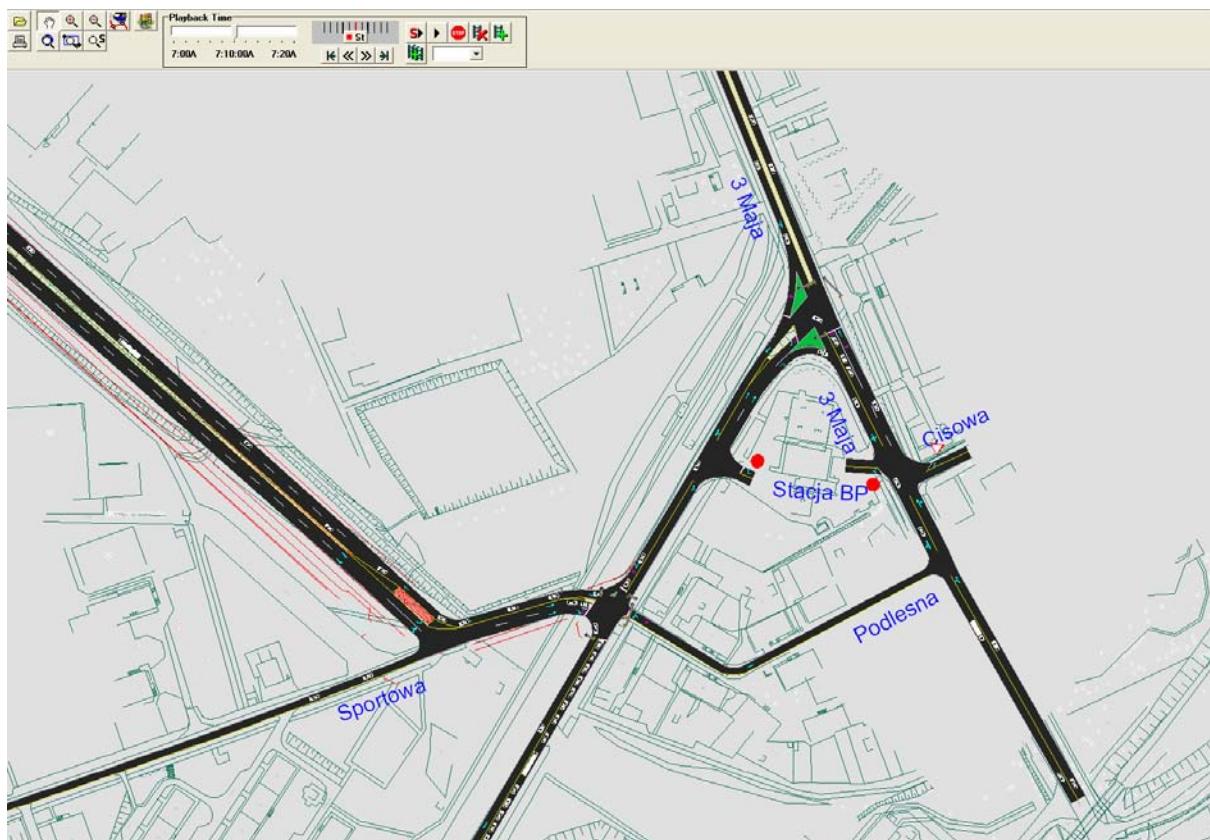 Playback Time
St
S
STOP
7:00A 7:10:00A 7:20A
S
3 Maja
3 Maja
Cisowa
Stacja BP
Podlesna
Sportowa